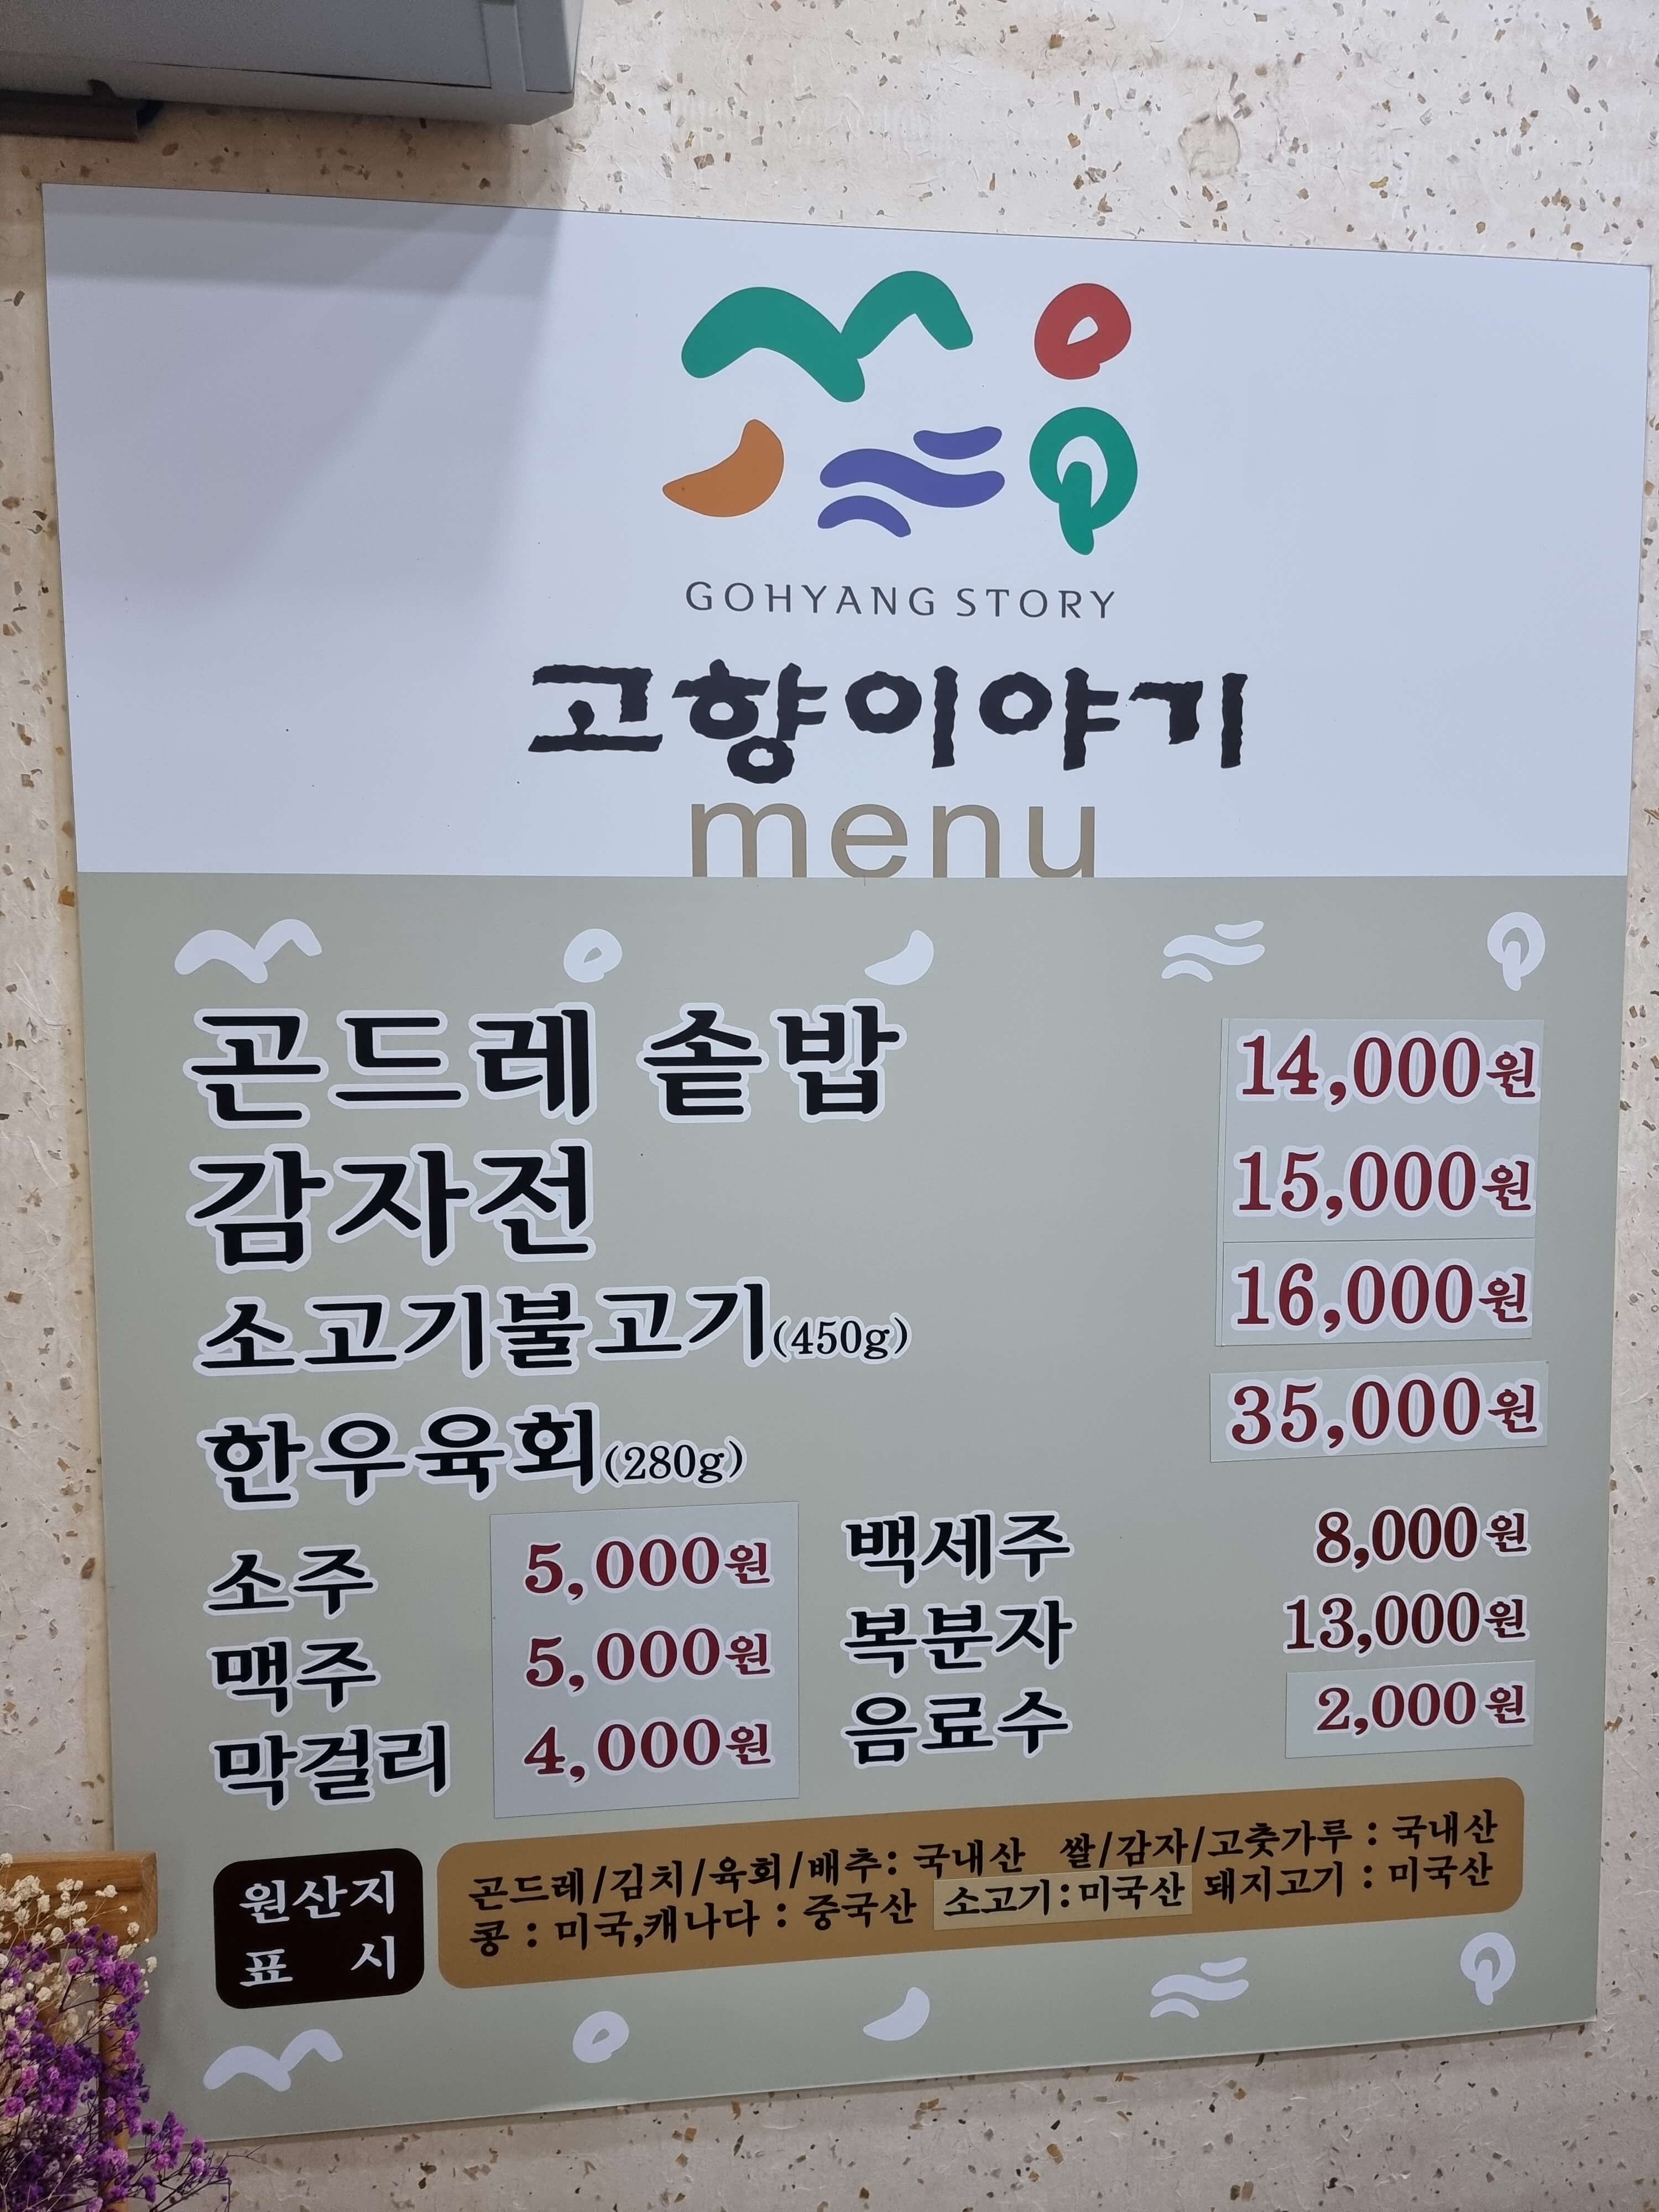 GOHYANG STORY
고향이야기
menu
곤드레 솥밥 14,000원
감자전 15,000원
소고기불고기(450g) 16,000원
한우육회(280g) 35,000원
소주 5,000원 백세주 8,000원
맥주 5,000원 복분자 13,000원
막걸리 4,000원 음료수 2,000원
원산지
표 시
곤드레/김치/육회/배추: 국내산 쌀/감자/고춧가루 : 국내산
콩 : 미국,캐나다 : 중국산 소고기:미국산 돼지고기 : 미국산